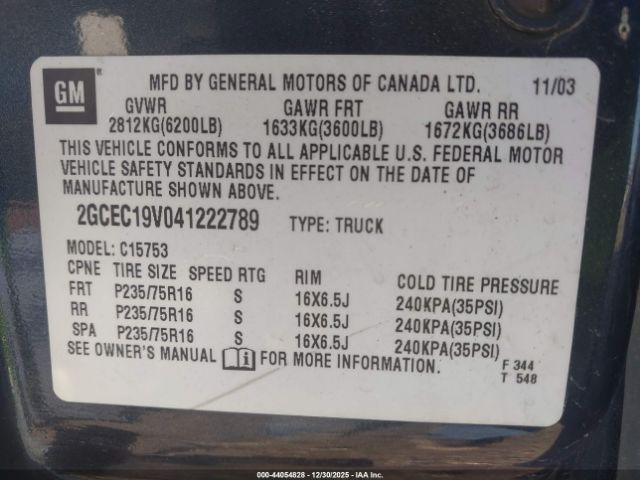 GM ®
MFD BY GENERAL MOTORS OF CANADA LTD. 11/03
GVWR GAWR FRT GAWR RR
2812KG(6200LB) 1633KG(3600LB) 1672KG(3686LB)
THIS VEHICLE CONFORMS TO ALL APPLICABLE U.S. FEDERAL MOTOR
VEHICLE SAFETY STANDARDS IN EFFECT ON THE DATE OF
MANUFACTURE SHOWN ABOVE.
2GCEC19V041222789 TYPE: TRUCK
MODEL: C15753
CPNE TIRE SIZE SPEED RTG RIM COLD TIRE PRESSURE
FRT P235/75R16 S 16X6.5J 240KPA(35PSI)
RR P235/75R16 S 16X6.5J 240KPA(35PSI)
SPA P235/75R16 S 16X6.5J 240KPA(35PSI)
SEE OWNER'S MANUAL i FOR MORE INFORMATION.
F 344
T 548
000-44054828 - 12/30/2025 - IAA Inc.